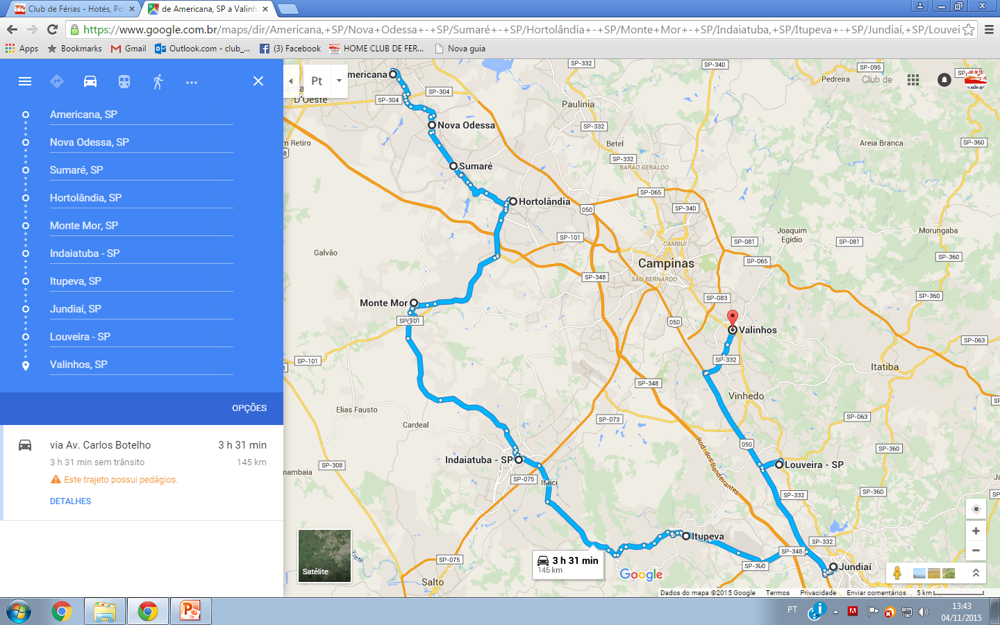 Club de Férias - Hotés, Po
de Americana, SP a Valinh
https://www.google.com.br/maps/dir/Americana,+SP/Nova+Odessa+-+SP/Sumaré+-+SP/Hortolândia+-+SP/Monte+Mor+-+SP/Indaiatuba,+SP/Itupeva+-+SP/Jundiaí,+SP/Louvei
Apps Bookmarks Gmail Outlook.com - club_... (3) Facebook HOME CLUB DE FER... Nova guia
Americana, SP
Nova Odessa, SP
Sumaré, SP
Hortolândia, SP
Monte Mor, SP
Indaiatuba - SP
Itupeva, SP
Jundiaí, SP
Louveira - SP
Valinhos, SP
OPÇÕES
via Av. Carlos Botelho 3 h 31 min
3 h 31 min sem trânsito 145 km
Este trajeto possui pedágios.
DETALHES
Pt
mericana
SP-332
SP-340
SP-095
Pedreira
Club de
SP-304
SP-304
D'Oeste
Paulínia
Nova Odessa
SP-332
em Retiro
Betel
Areia Branca
SP-360
SP-332
Sumaré
BARÃO GERALDO
SP-065
Hortolândia
050
SP-340
SP-101
Joaquim
Egídio
Morungaba
CAMBUI
SP-081
SP-081
Galvão
Campinas
SP-065
SP-360
SÃO BERNARDO
SP-348
SP-360
SP-083
Monte Mor
SP-101
050
Valinhos
SP-063
SP-101
SP-332
Itatiba
SP-348
Vinhedo
Elias Fausto
Cardeal
SP-073
SP-063
050
Rod. dos Bandeirantes
SP-360
Indaiatuba - SP
SP-308
Louveira - SP
nambaia
SP-075
Itaici
SP-332
SP-360
Itupeva
SP-332
SP-348
SP-075
3 h 31 min
145 km
SP-300
Jundiaí
Tietê
Salto
Satélite
Google
Dados do mapa ©2015 Google Termos Privacidade Enviar comentários 5 km
PT
13:43
04/11/2015